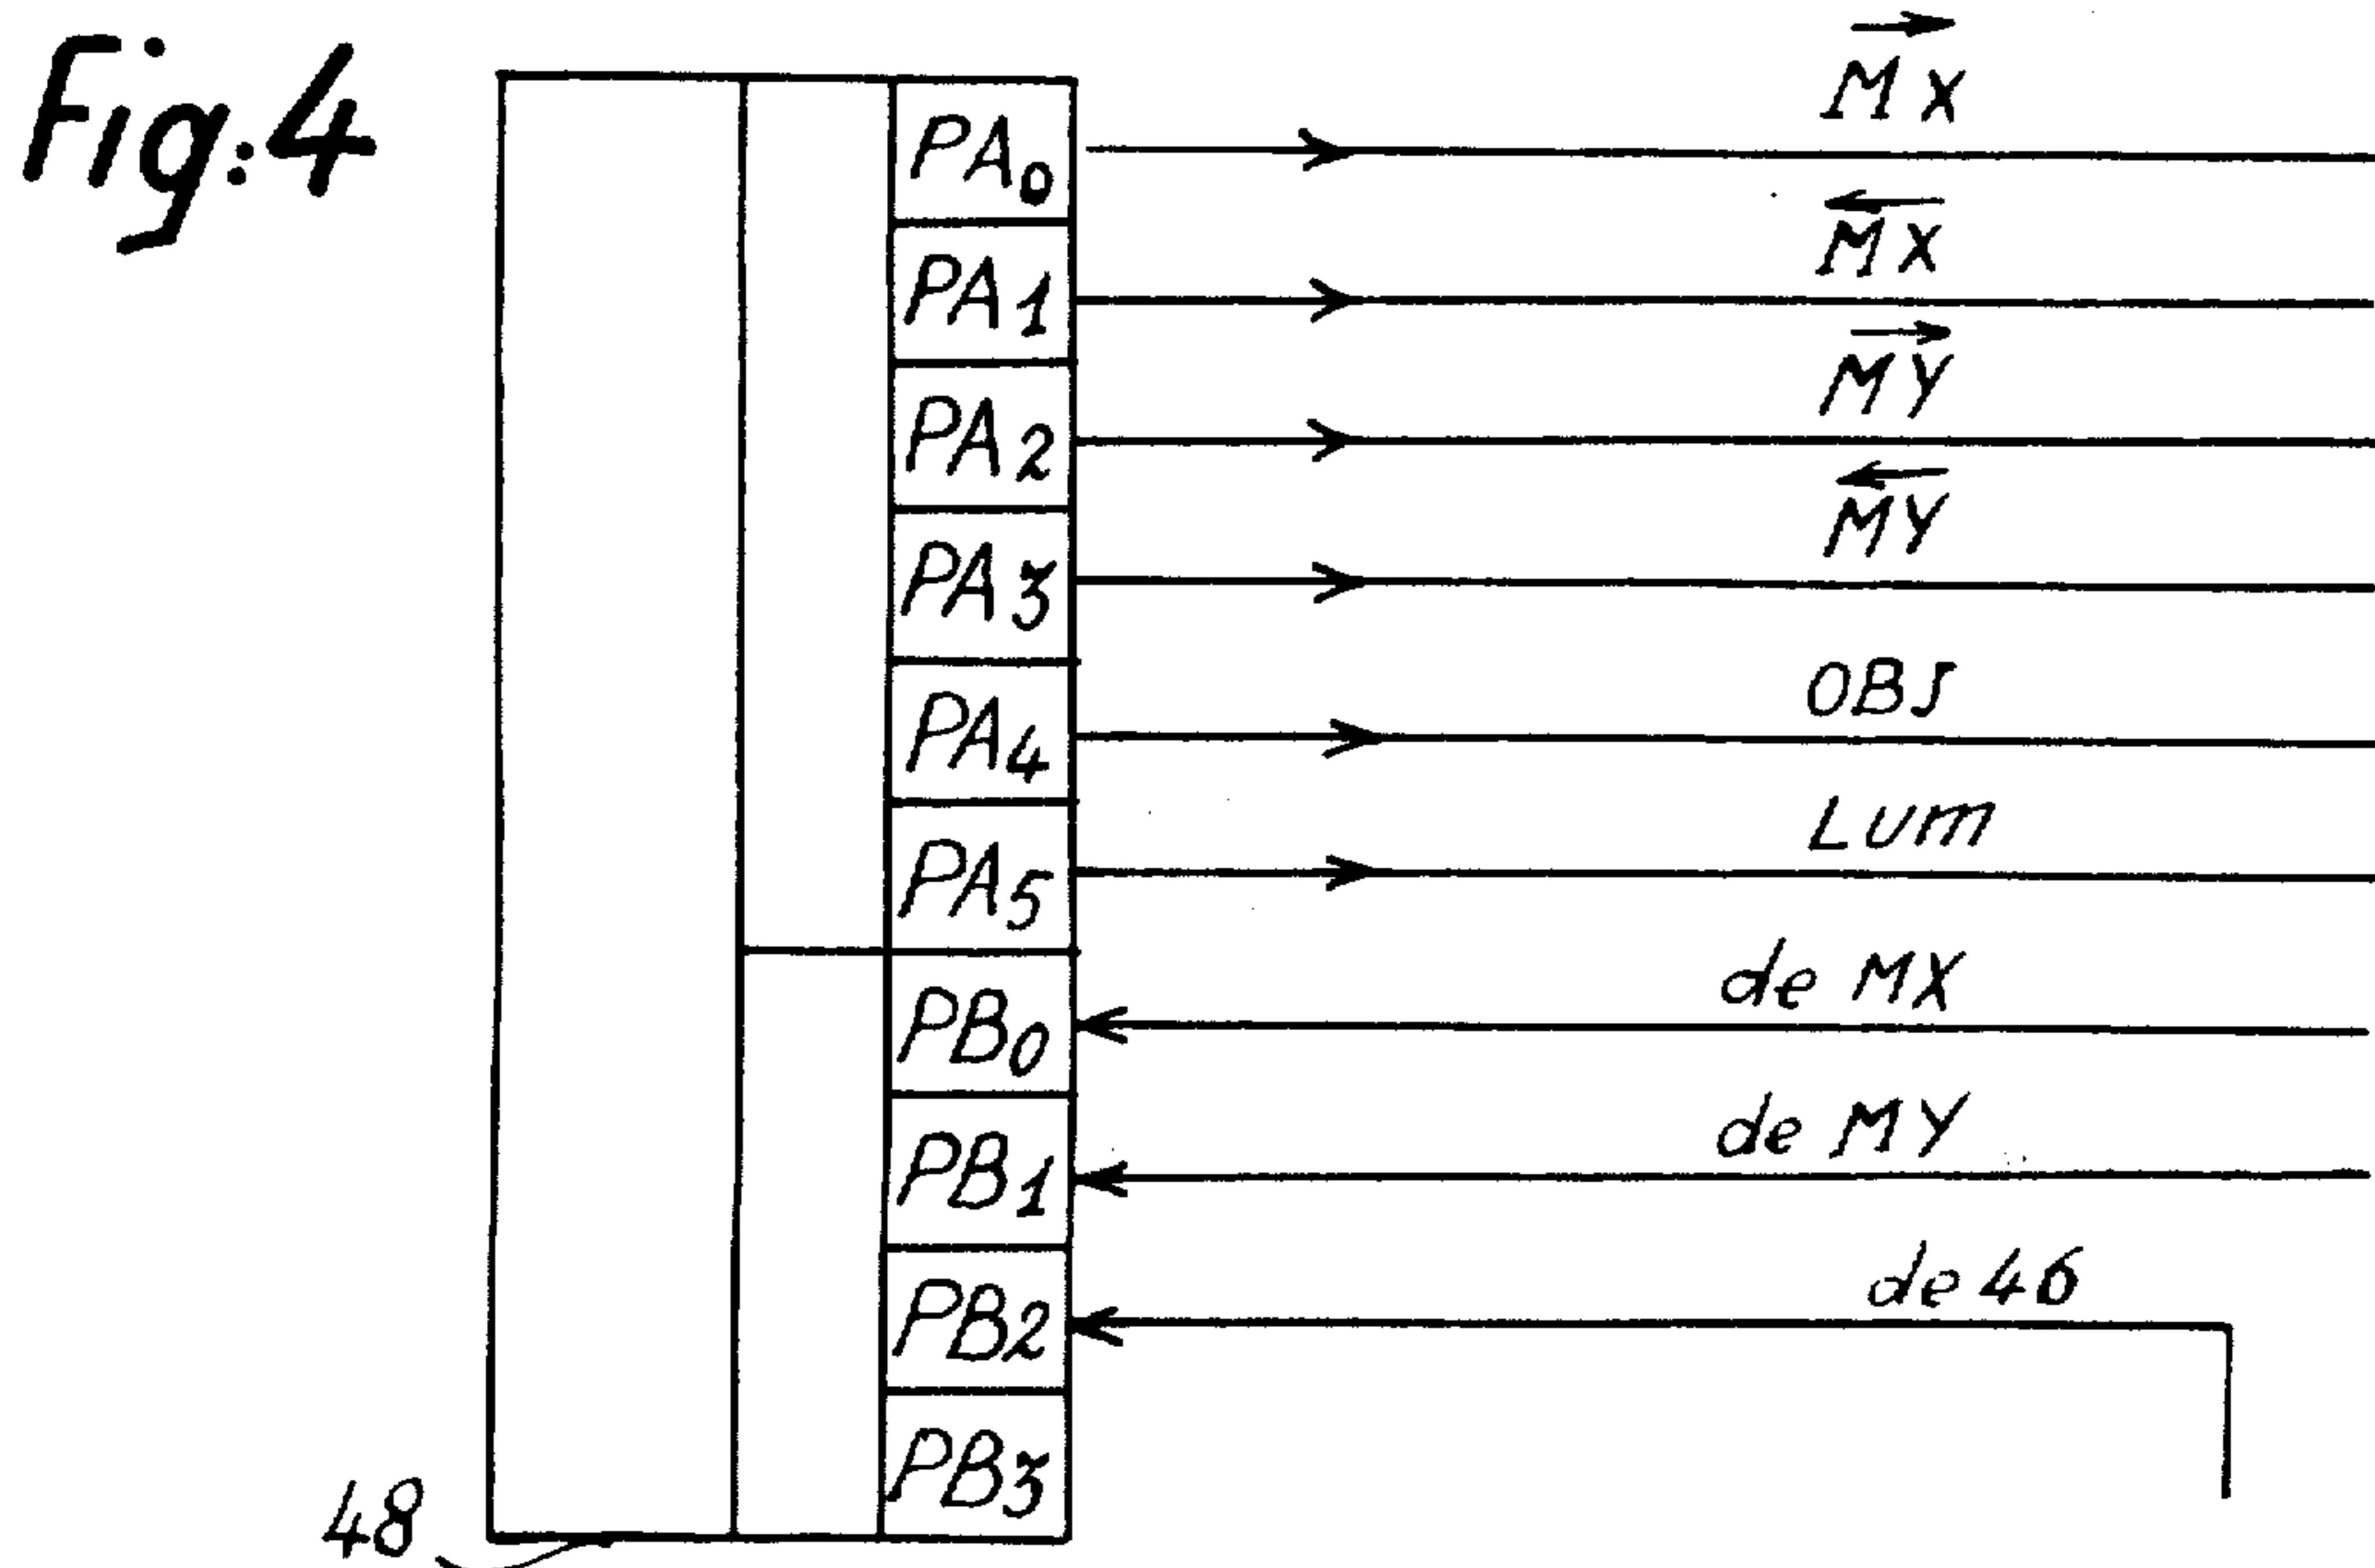 Fig:4
PA0 M⃗X
PA1 M⃖X
PA2 M⃗Y
PA3 M⃖Y
PA4 OBJ
PA5 LUM
PB0 de MX
PB1 de MY
PB2 de 46
PB3
48